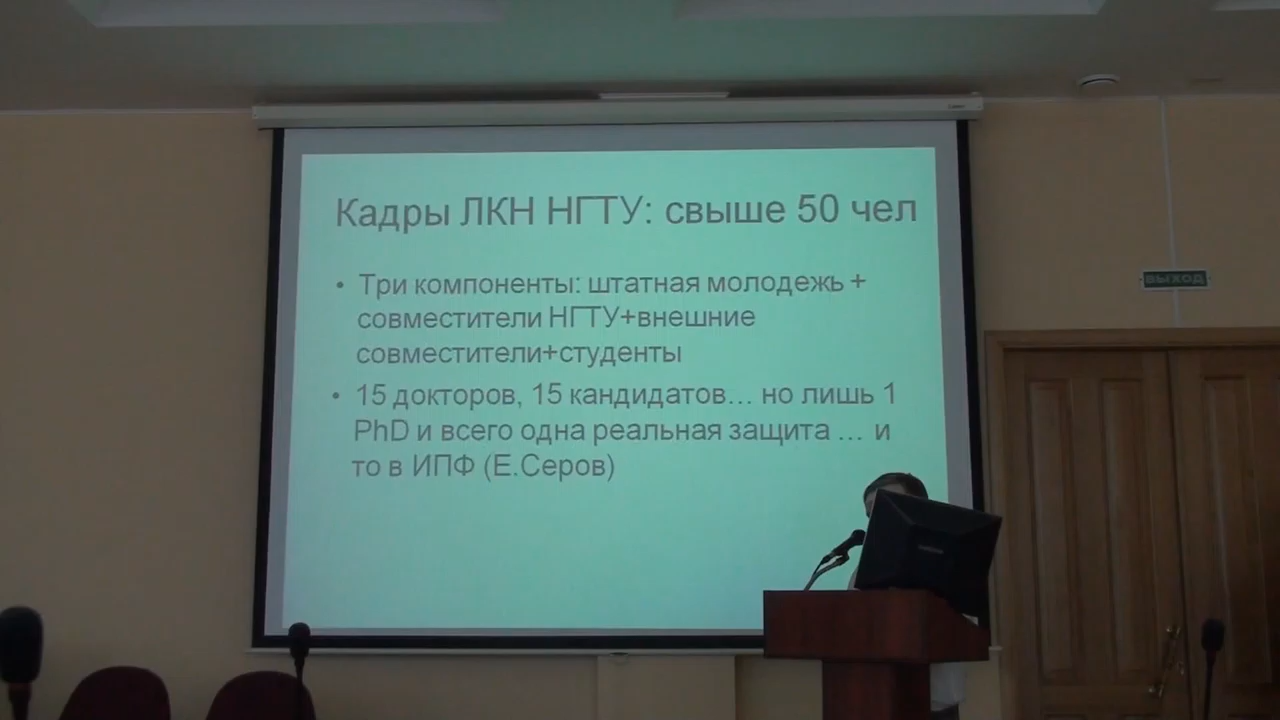 Кадры ЛКН НГТУ: свыше 50 чел
• Три компоненты: штатная молодежь +
совместители НГТУ+внешние
совместители+студенты
• 15 докторов, 15 кандидатов... но лишь 1
PhD и всего одна реальная защита ... и
то в ИПФ (Е.Серов)
ВЫХОД